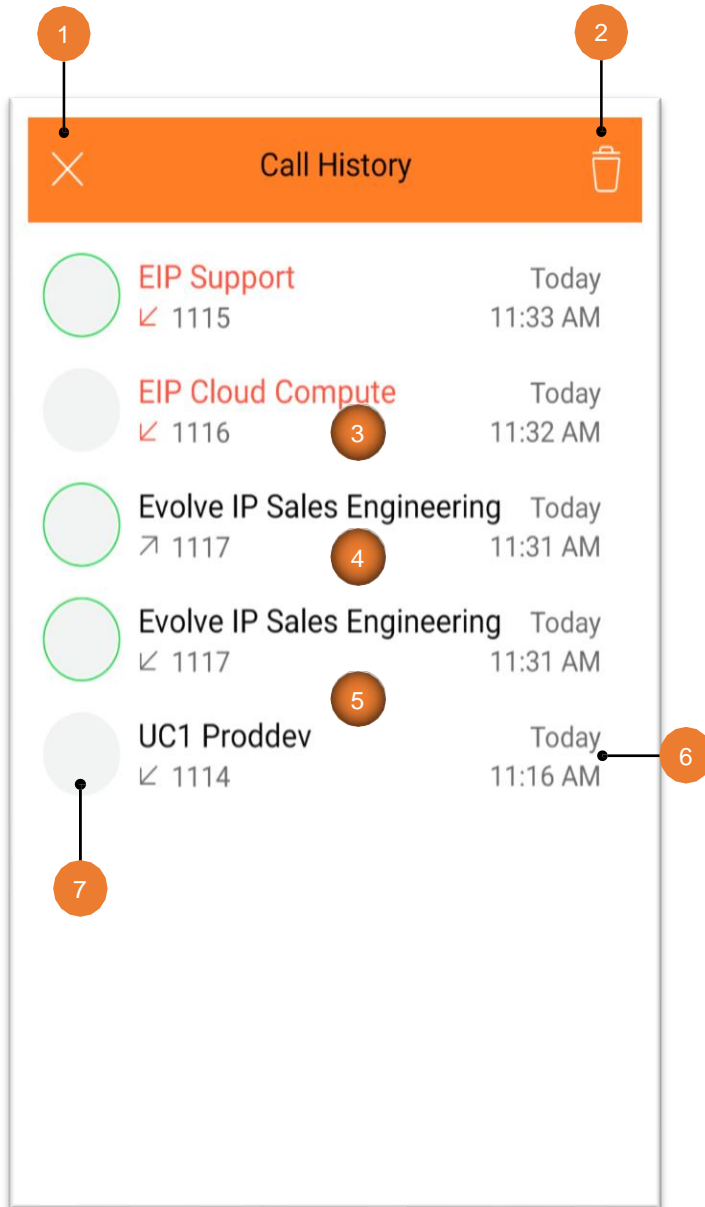 1
2
Call History
EIP Support Today
1115 11:33 AM
EIP Cloud Compute Today
1116 3 11:32 AM
Evolve IP Sales Engineering Today
1117 4 11:31 AM
Evolve IP Sales Engineering Today
1117 11:31 AM
5
UC1 Proddev Today
1114 11:16 AM
6
7